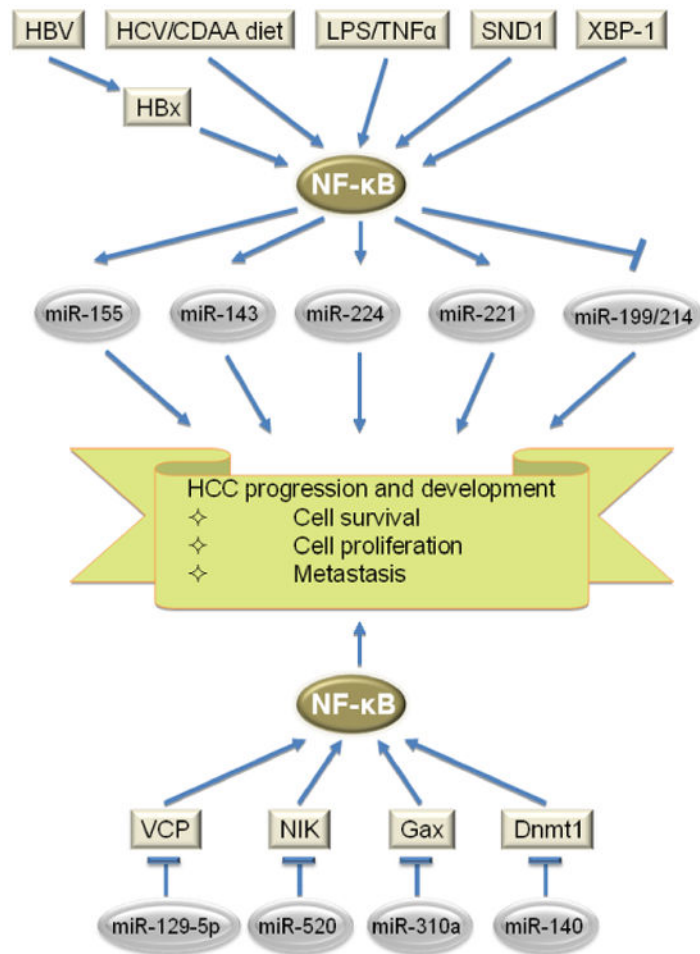 HBV
HCV/CDAA diet
LPS/TNFα
SND1
XBP-1
HBx
NF-κB
miR-155
miR-143
miR-224
miR-221
miR-199/214
HCC progression and development
✧ Cell survival
✧ Cell proliferation
✧ Metastasis
NF-κB
VCP
NIK
Gax
Dnmt1
miR-129-5p
miR-520
miR-310a
miR-140